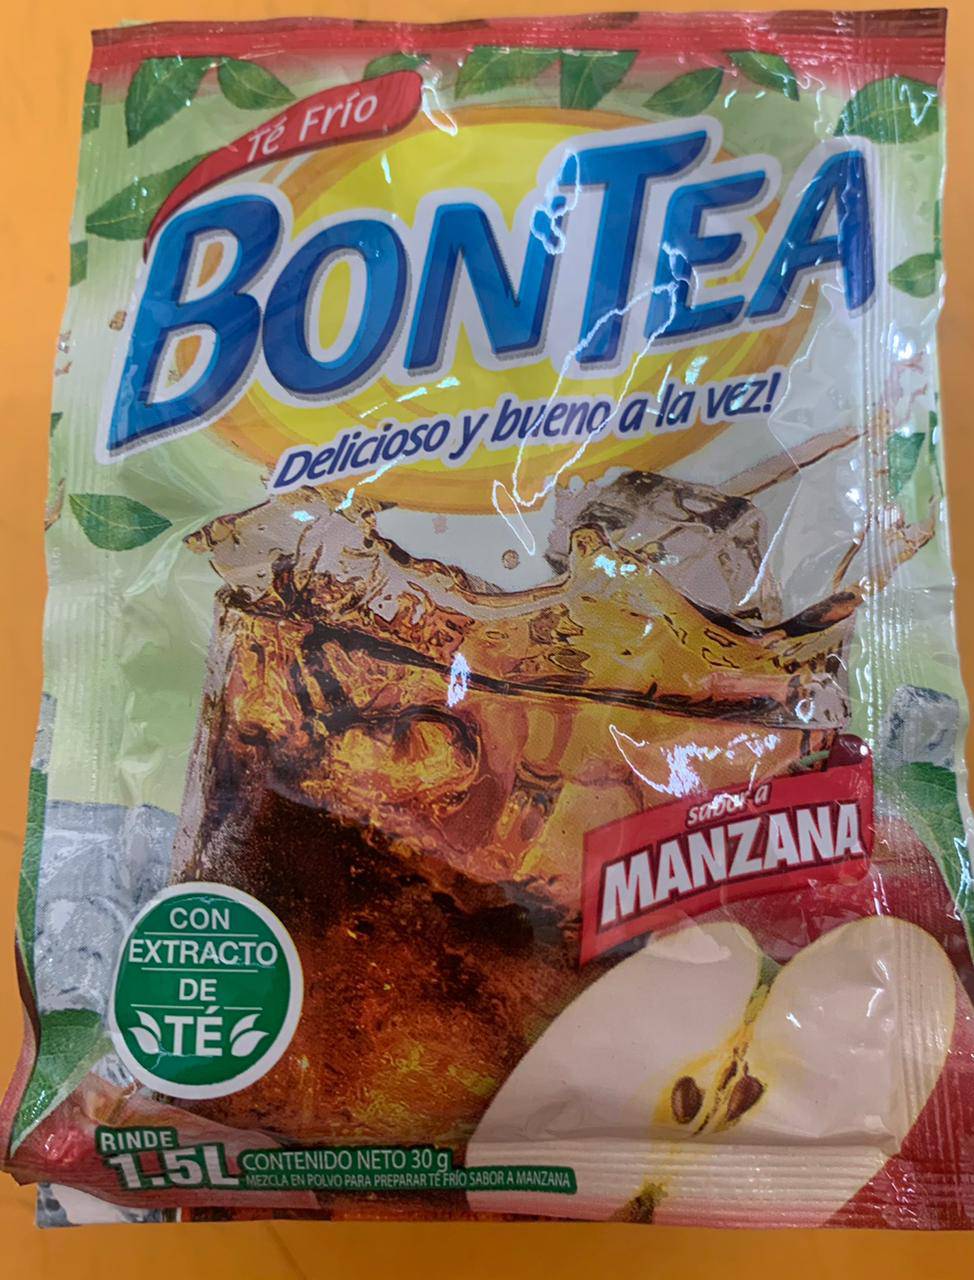 Té Frío
BONTEA
Delicioso y bueno a la vez!
sabor a
MANZANA
CON
EXTRACTO
DE
TÉ
RINDE
1.5L
CONTENIDO NETO 30 g
MEZCLA EN POLVO PARA PREPARAR TÉ FRÍO SABOR A MANZANA